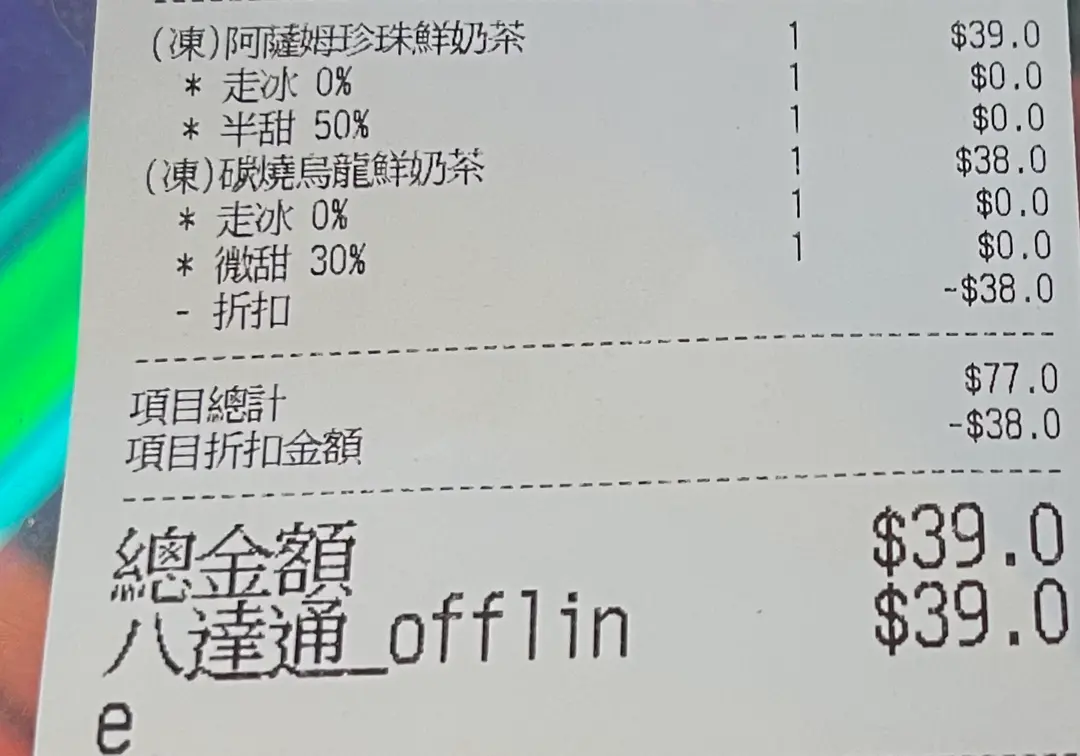 (凍)阿薩姆珍珠鮮奶茶 1 $39.0
* 走冰 0% 1 $0.0
* 半甜 50% 1 $0.0
(凍)碳燒烏龍鮮奶茶 1 $38.0
* 走冰 0% 1 $0.0
* 微甜 30% 1 $0.0
- 折扣 -$38.0
項目總計 $77.0
項目折扣金額 -$38.0
總金額 $39.0
八達通_offlin $39.0
e